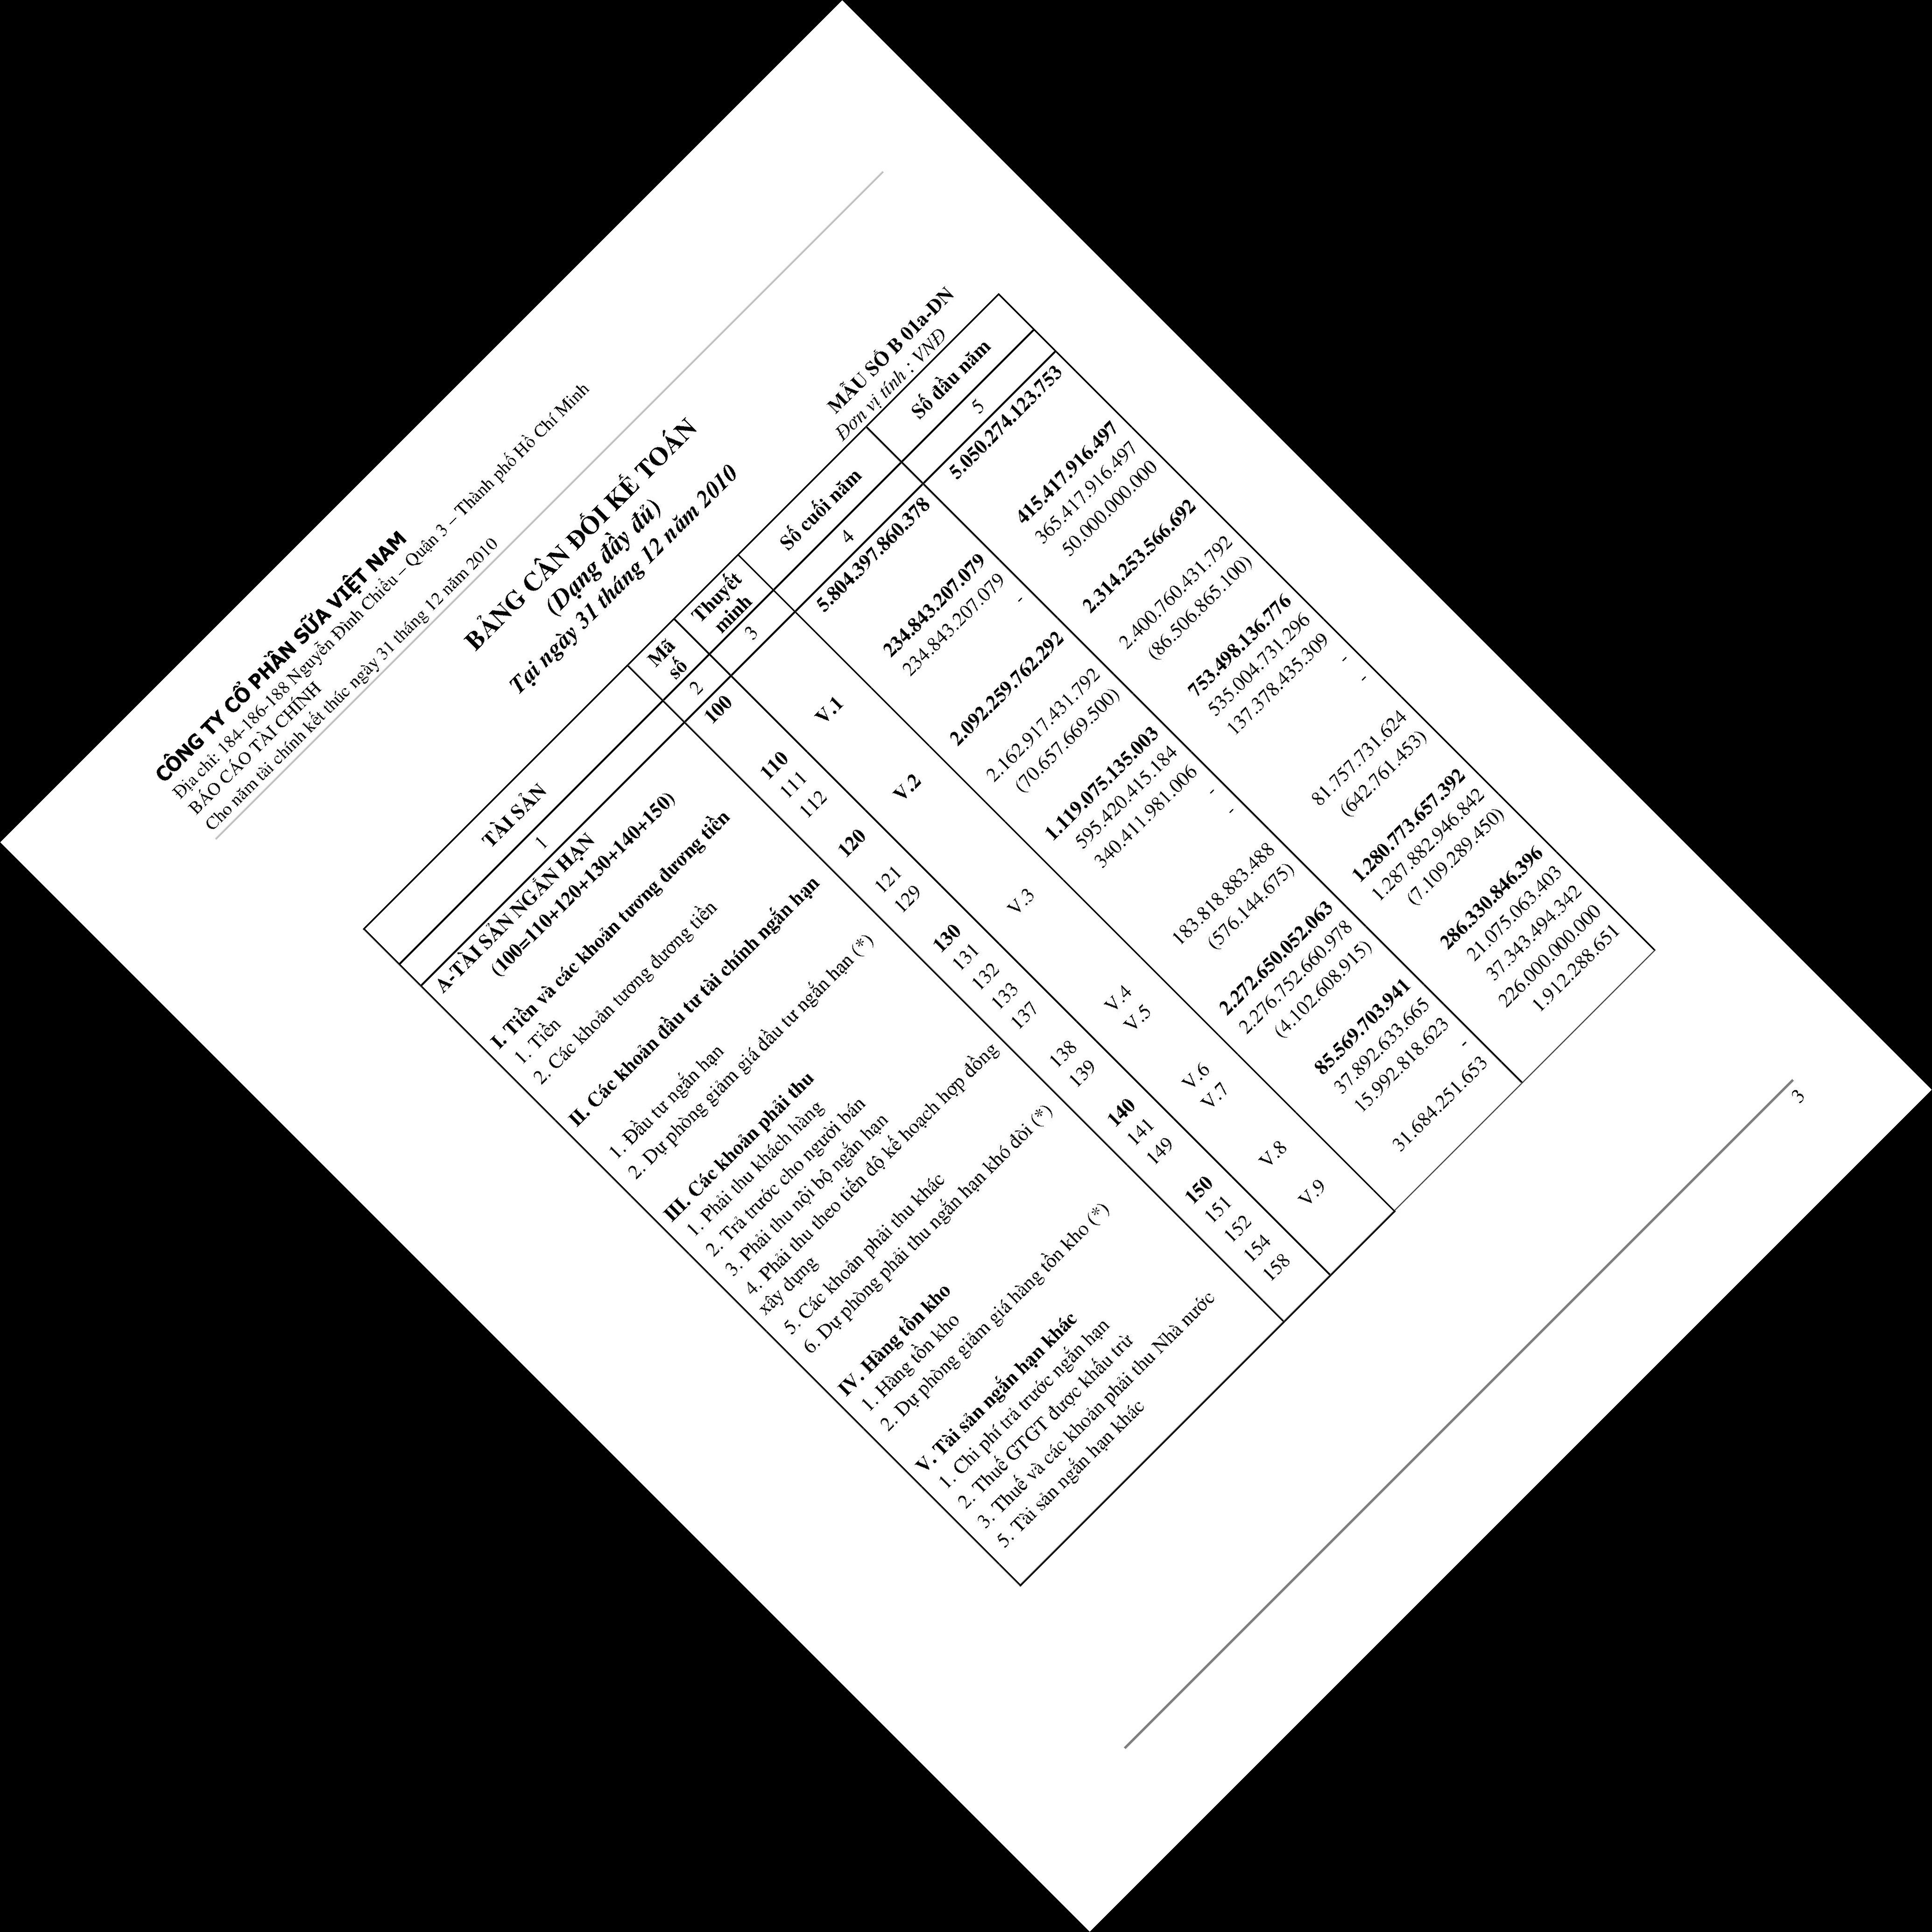 CÔNG TY CỔ PHẦN SỮA VIỆT NAM
Địa chỉ: 184-186-188 Nguyễn Đình Chiểu – Quận 3 – Thành phố Hồ Chí Minh
BÁO CÁO TÀI CHÍNH
Cho năm tài chính kết thúc ngày 31 tháng 12 năm 2010
BẢNG CÂN ĐỐI KẾ TOÁN
(Dạng đầy đủ)
Tại ngày 31 tháng 12 năm 2010
MẪU SỐ B 01a-DN
Đơn vị tính : VNĐ
TÀI SẢN Mã số Thuyết minh Số cuối năm Số đầu năm
1 2 3 4 5
A-TÀI SẢN NGẮN HẠN 100 5.804.397.860.378 5.050.274.123.753
(100=110+120+130+140+150)
I. Tiền và các khoản tương đương tiền 110 V.1 234.843.207.079 415.417.916.497
1. Tiền 111 234.843.207.079 365.417.916.497
2. Các khoản tương đương tiền 112 - 50.000.000.000
II. Các khoản đầu tư tài chính ngắn hạn 120 V.2 2.092.259.762.292 2.314.253.566.692
1. Đầu tư ngắn hạn 121 2.162.917.431.792 2.400.760.431.792
2. Dự phòng giảm giá đầu tư ngắn hạn (*) 129 (70.657.669.500) (86.506.865.100)
III. Các khoản phải thu 130 1.119.075.135.003 753.498.136.776
1. Phải thu khách hàng 131 V.3 595.420.415.184 535.004.731.296
2. Trả trước cho người bán 132 340.411.981.006 137.378.435.309
3. Phải thu nội bộ ngắn hạn 133 - -
4. Phải thu theo tiến độ kế hoạch hợp đồng 137 - -
xây dựng
5. Các khoản phải thu khác 138 V.4 183.818.883.488 81.757.731.624
6. Dự phòng phải thu ngắn hạn khó đòi (*) 139 V.5 (576.144.675) (642.761.453)
IV. Hàng tồn kho 140 2.272.650.052.063 1.280.773.657.392
1. Hàng tồn kho 141 V.6 2.276.752.660.978 1.287.882.946.842
2. Dự phòng giảm giá hàng tồn kho (*) 149 V.7 (4.102.608.915) (7.109.289.450)
V. Tài sản ngắn hạn khác 150 85.569.703.941 286.330.846.396
1. Chi phí trả trước ngắn hạn 151 V.8 37.892.633.665 21.075.063.403
2. Thuế GTGT được khấu trừ 152 15.992.818.623 37.343.494.342
3. Thuế và các khoản phải thu Nhà nước 154 V.9 - 226.000.000.000
5. Tài sản ngắn hạn khác 158 31.684.251.653 1.912.288.651
3